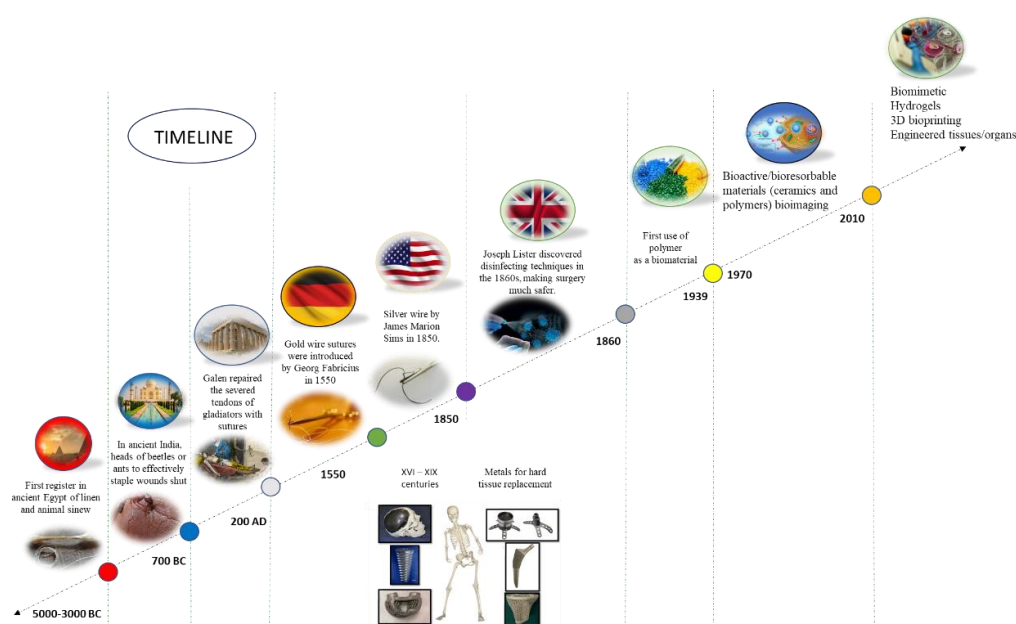 TIMELINE
First register in
ancient Egypt of linen
and animal sinew
5000-3000 BC
In ancient India,
heads of beetles or
ants to effectively
staple wounds shut
700 BC
Galen repaired
the severed
tendons of
gladiators with
sutures
200 AD
Gold wire sutures
were introduced
by Georg Fabricius
in 1550
1550
Silver wire by
James Marion
Sims in 1850.
1850
Joseph Lister discovered
disinfecting techniques in
the 1860s, making surgery
much safer.
1860
First use of
polymer
as a biomaterial
1939
1970
Bioactive/bioresorbable
materials (ceramics and
polymers) bioimaging
2010
Biomimetic
Hydrogels
3D bioprinting
Engineered tissues/organs
XVI – XIX
centuries
Metals for hard
tissue replacement